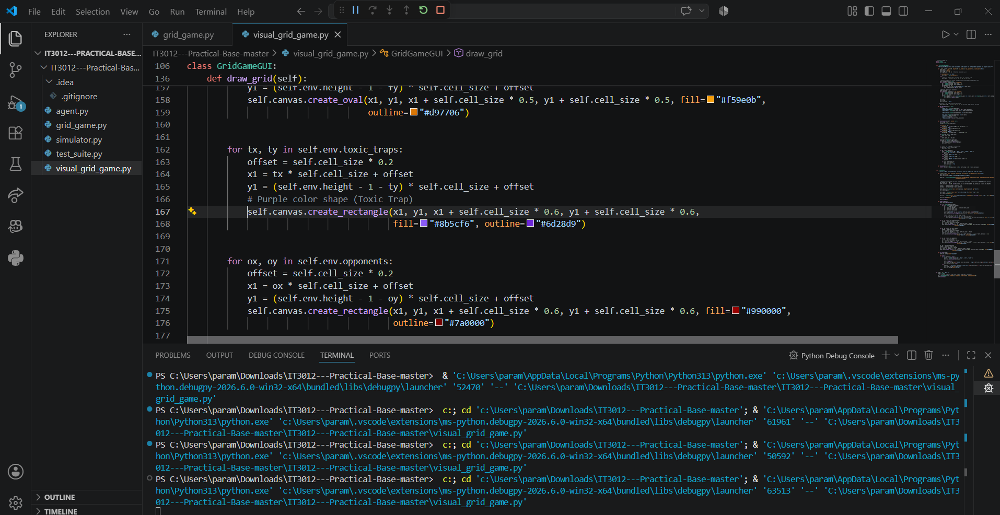 File Edit Selection View Go Run Terminal Help
EXPLORER
grid_game.py
visual_grid_game.py
IT3012---PRACTICAL-BASE...
IT3012---Practical-Bas...
.idea
.gitignore
agent.py
grid_game.py
simulator.py
test_suite.py
visual_grid_game.py
1
OUTLINE
TIMELINE
IT3012---Practical-Base-master > visual_grid_game.py > GridGameGUI > draw_grid
106 class GridGameGUI:
136 def draw_grid(self):
157 y1 = (self.env.height - 1 - fy) * self.cell_size + offset
158 self.canvas.create_oval(x1, y1, x1 + self.cell_size * 0.5, y1 + self.cell_size * 0.5, fill="#f59e0b",
159 outline="#d97706")
160
161
162 for tx, ty in self.env.toxic_traps:
163 offset = self.cell_size * 0.2
164 x1 = tx * self.cell_size + offset
165 y1 = (self.env.height - 1 - ty) * self.cell_size + offset
166 # Purple color shape (Toxic Trap)
167 self.canvas.create_rectangle(x1, y1, x1 + self.cell_size * 0.6, y1 + self.cell_size * 0.6,
168 fill="#8b5cf6", outline="#6d28d9")
169
170
171 for ox, oy in self.env.opponents:
172 offset = self.cell_size * 0.2
173 x1 = ox * self.cell_size + offset
174 y1 = (self.env.height - 1 - oy) * self.cell_size + offset
175 self.canvas.create_rectangle(x1, y1, x1 + self.cell_size * 0.6, y1 + self.cell_size * 0.6, fill="#990000",
176 outline="#7a0000")
177
PROBLEMS OUTPUT DEBUG CONSOLE TERMINAL PORTS
Python Debug Console
PS C:\Users\param\Downloads\IT3012---Practical-Base-master> & 'C:\Users\param\AppData\Local\Programs\Python\Python313\python.exe' 'c:\Users\param\.vscode\extensions\ms-py
thon.debugpy-2026.6.0-win32-x64\bundled\libs\debugpy\launcher' '52470' '--' 'C:\Users\param\Downloads\IT3012---Practical-Base-master\IT3012---Practical-Base-master\visual_
grid_game.py'
PS C:\Users\param\Downloads\IT3012---Practical-Base-master> c:; cd 'c:\Users\param\Downloads\IT3012---Practical-Base-master'; & 'C:\Users\param\AppData\Local\Programs\Pyt
hon\Python313\python.exe' 'c:\Users\param\.vscode\extensions\ms-python.debugpy-2026.6.0-win32-x64\bundled\libs\debugpy\launcher' '61961' '--' 'C:\Users\param\Downloads\IT3
012---Practical-Base-master\IT3012---Practical-Base-master\visual_grid_game.py'
PS C:\Users\param\Downloads\IT3012---Practical-Base-master> c:; cd 'c:\Users\param\Downloads\IT3012---Practical-Base-master'; & 'C:\Users\param\AppData\Local\Programs\Pyt
hon\Python313\python.exe' 'c:\Users\param\.vscode\extensions\ms-python.debugpy-2026.6.0-win32-x64\bundled\libs\debugpy\launcher' '50592' '--' 'C:\Users\param\Downloads\IT3
012---Practical-Base-master\IT3012---Practical-Base-master\visual_grid_game.py'
PS C:\Users\param\Downloads\IT3012---Practical-Base-master> c:; cd 'c:\Users\param\Downloads\IT3012---Practical-Base-master'; & 'C:\Users\param\AppData\Local\Programs\Pyt
hon\Python313\python.exe' 'c:\Users\param\.vscode\extensions\ms-python.debugpy-2026.6.0-win32-x64\bundled\libs\debugpy\launcher' '63513' '--' 'C:\Users\param\Downloads\IT3
012---Practical-Base-master\IT3012---Practical-Base-master\visual_grid_game.py'